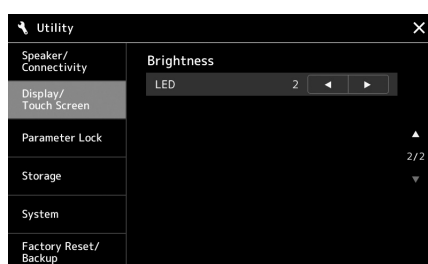 Utility
Speaker/
Connectivity
Display/
Touch Screen
Parameter Lock
Storage
System
Factory Reset/
Backup
Brightness
LED 2
2/2